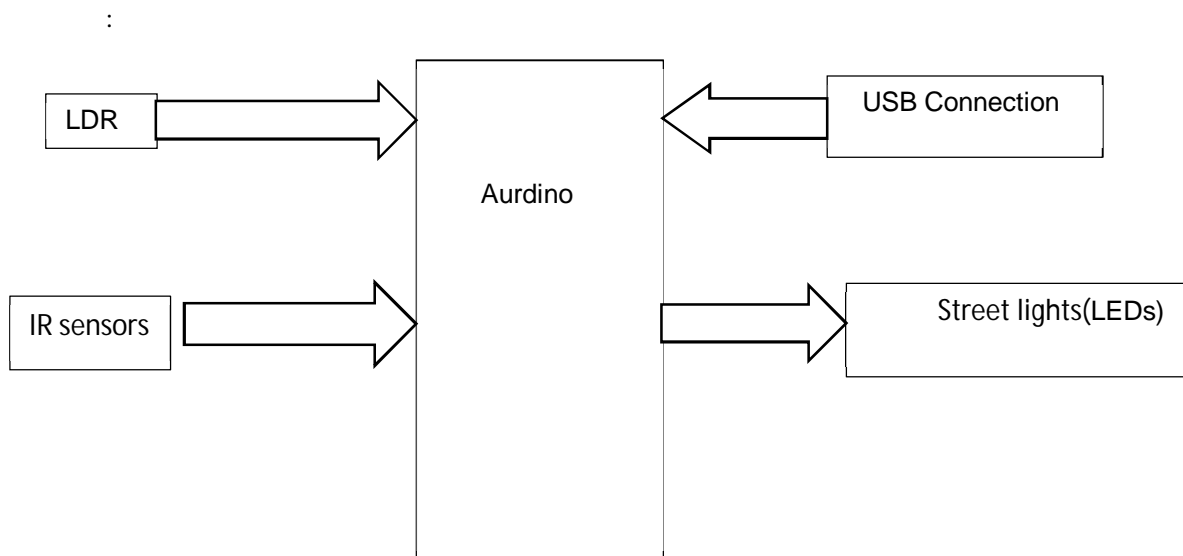 :
LDR
USB Connection
Aurdino
IR sensors
Street lights(LEDs)